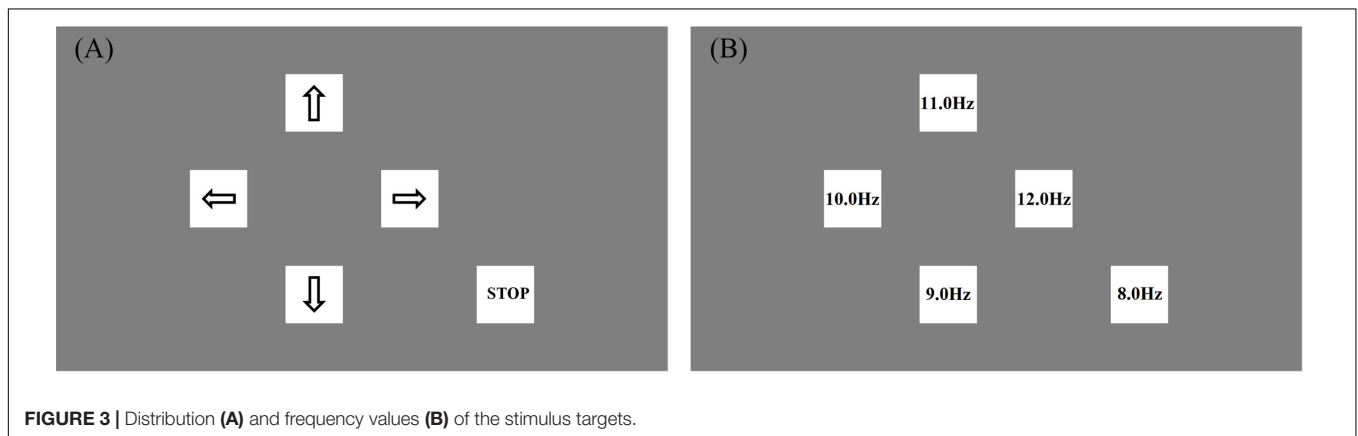 (A)
STOP
(B)
11.0Hz
10.0Hz
12.0Hz
9.0Hz
8.0Hz
FIGURE 3 | Distribution (A) and frequency values (B) of the stimulus targets.